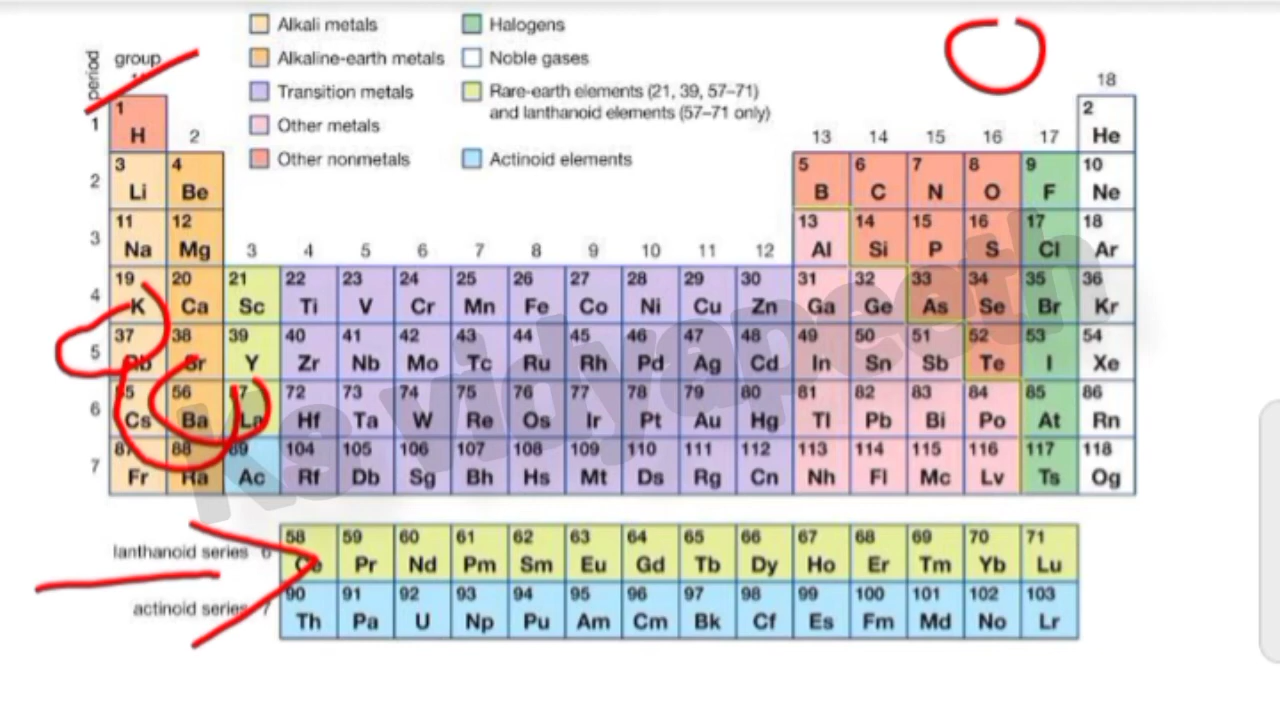 Alkali metals
Halogens
Alkaline-earth metals
Noble gases
Transition metals
Rare-earth elements (21, 39, 57–71)
and lanthanoid elements (57–71 only)
Other metals
Other nonmetals
Actinoid elements
period
group
18
1 2
1 H He
2 13 14 15 16 17
3 4 5 6 7 8 9 10
2 Li Be B C N O F Ne
11 12 13 14 15 16 17 18
3 Na Mg Al Si P S Cl Ar
3 4 5 6 7 8 9 10 11 12
19 20 21 22 23 24 25 26 27 28 29 30 31 32 33 34 35 36
4 K Ca Sc Ti V Cr Mn Fe Co Ni Cu Zn Ga Ge As Se Br Kr
37 38 39 40 41 42 43 44 45 46 47 48 49 50 51 52 53 54
5 Rb Sr Y Zr Nb Mo Tc Ru Rh Pd Ag Cd In Sn Sb Te I Xe
56 72 73 74 75 76 77 78 79 80 81 82 83 84 85 86
6 Cs Ba La Hf Ta W Re Os Ir Pt Au Hg Tl Pb Bi Po At Rn
87 88 89 104 105 106 107 108 109 110 111 112 113 114 115 116 117 118
7 Fr Ra Ac Rf Db Sg Bh Hs Mt Ds Rg Cn Nh Fl Mc Lv Ts Og
58 59 60 61 62 63 64 65 66 67 68 69 70 71
lanthanoid series 6 Ce Pr Nd Pm Sm Eu Gd Tb Dy Ho Er Tm Yb Lu
90 91 92 93 94 95 96 97 98 99 100 101 102 103
actinoid series 7 Th Pa U Np Pu Am Cm Bk Cf Es Fm Md No Lr